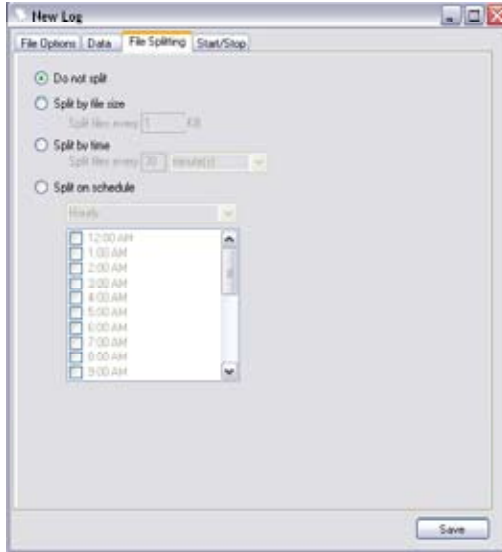 New Log
File Options Data File Splitting Start/Stop
Do not split
Split by file size
Split files every 1 KB
Split by time
Split files every 30 minute(s)
Split on schedule
Hourly
12:00 AM
1:00 AM
2:00 AM
3:00 AM
4:00 AM
5:00 AM
6:00 AM
7:00 AM
8:00 AM
9:00 AM
Save